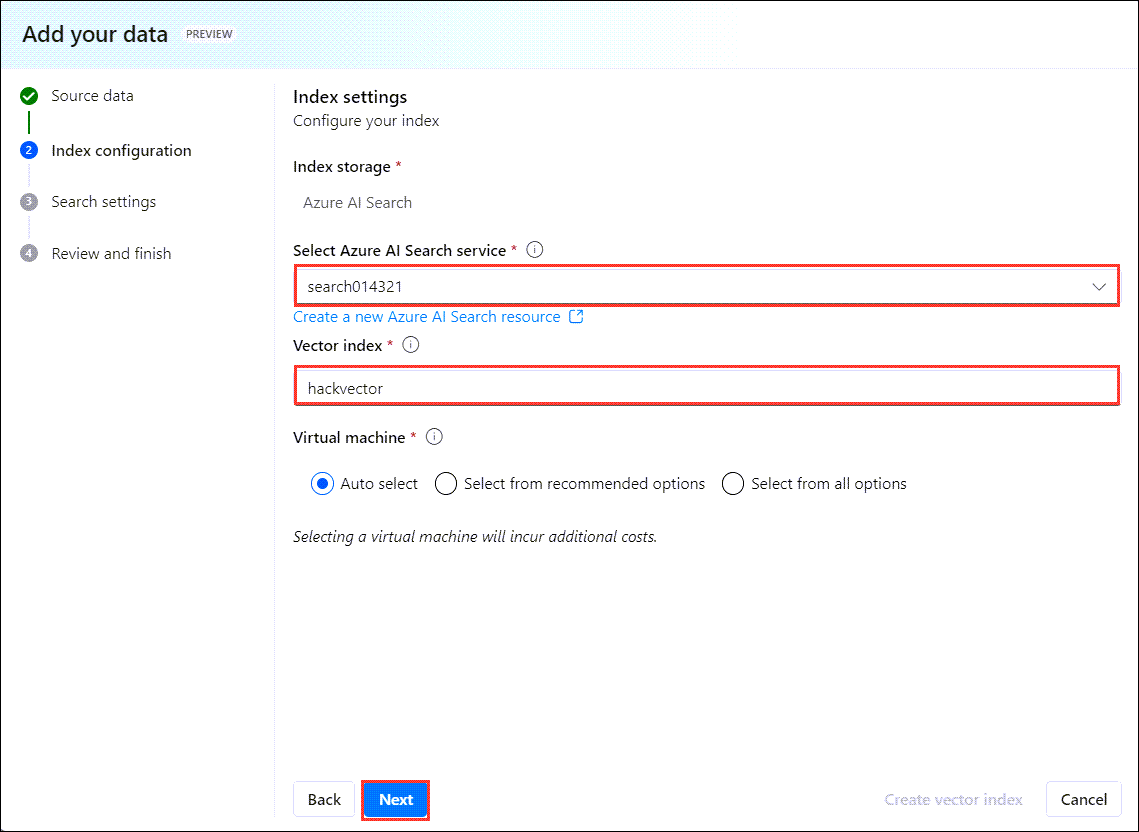 Add your data PREVIEW
Source data
2 Index configuration
3 Search settings
4 Review and finish
Index settings
Configure your index
Index storage *
Azure AI Search
Select Azure AI Search service *
search014321
Create a new Azure AI Search resource
Vector index *
hackvector
Virtual machine *
Auto select Select from recommended options Select from all options
Selecting a virtual machine will incur additional costs.
Back Next Create vector index Cancel